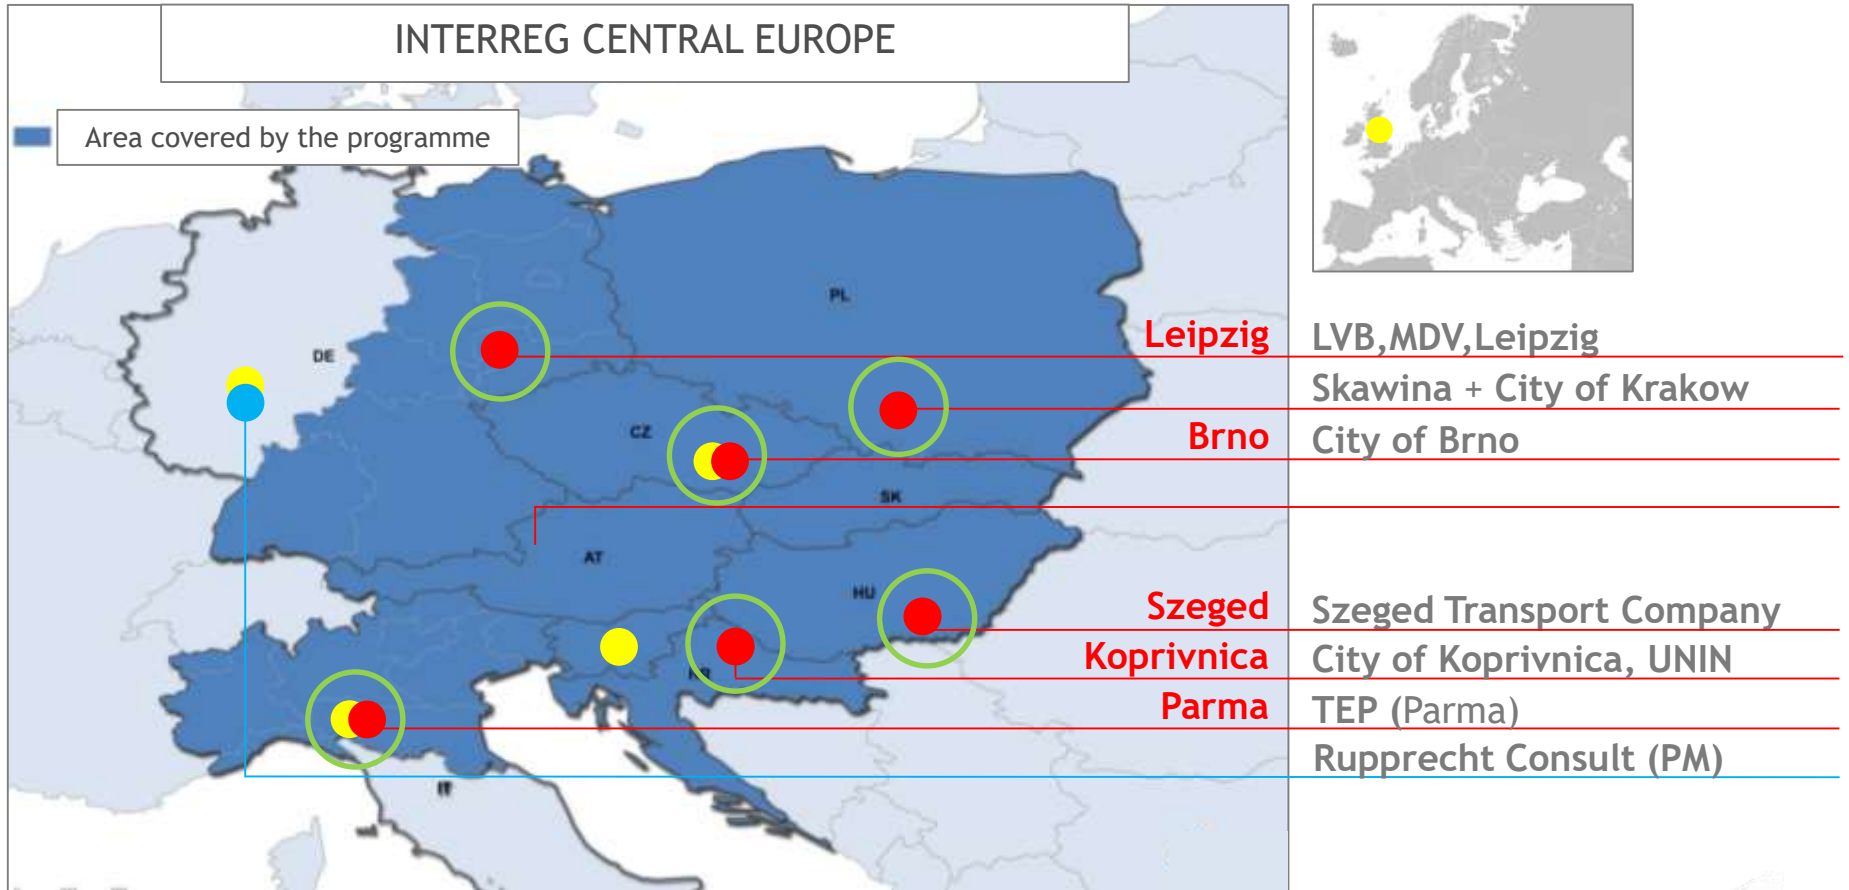 INTERREG CENTRAL EUROPE
Area covered by the programme
PL
DE
CZ
SK
AT
HU
HR
IT
Leipzig LVB,MDV,Leipzig
Skawina + City of Krakow
Brno City of Brno
Szeged Szeged Transport Company
Koprivnica City of Koprivnica, UNIN
Parma TEP (Parma)
Rupprecht Consult (PM)